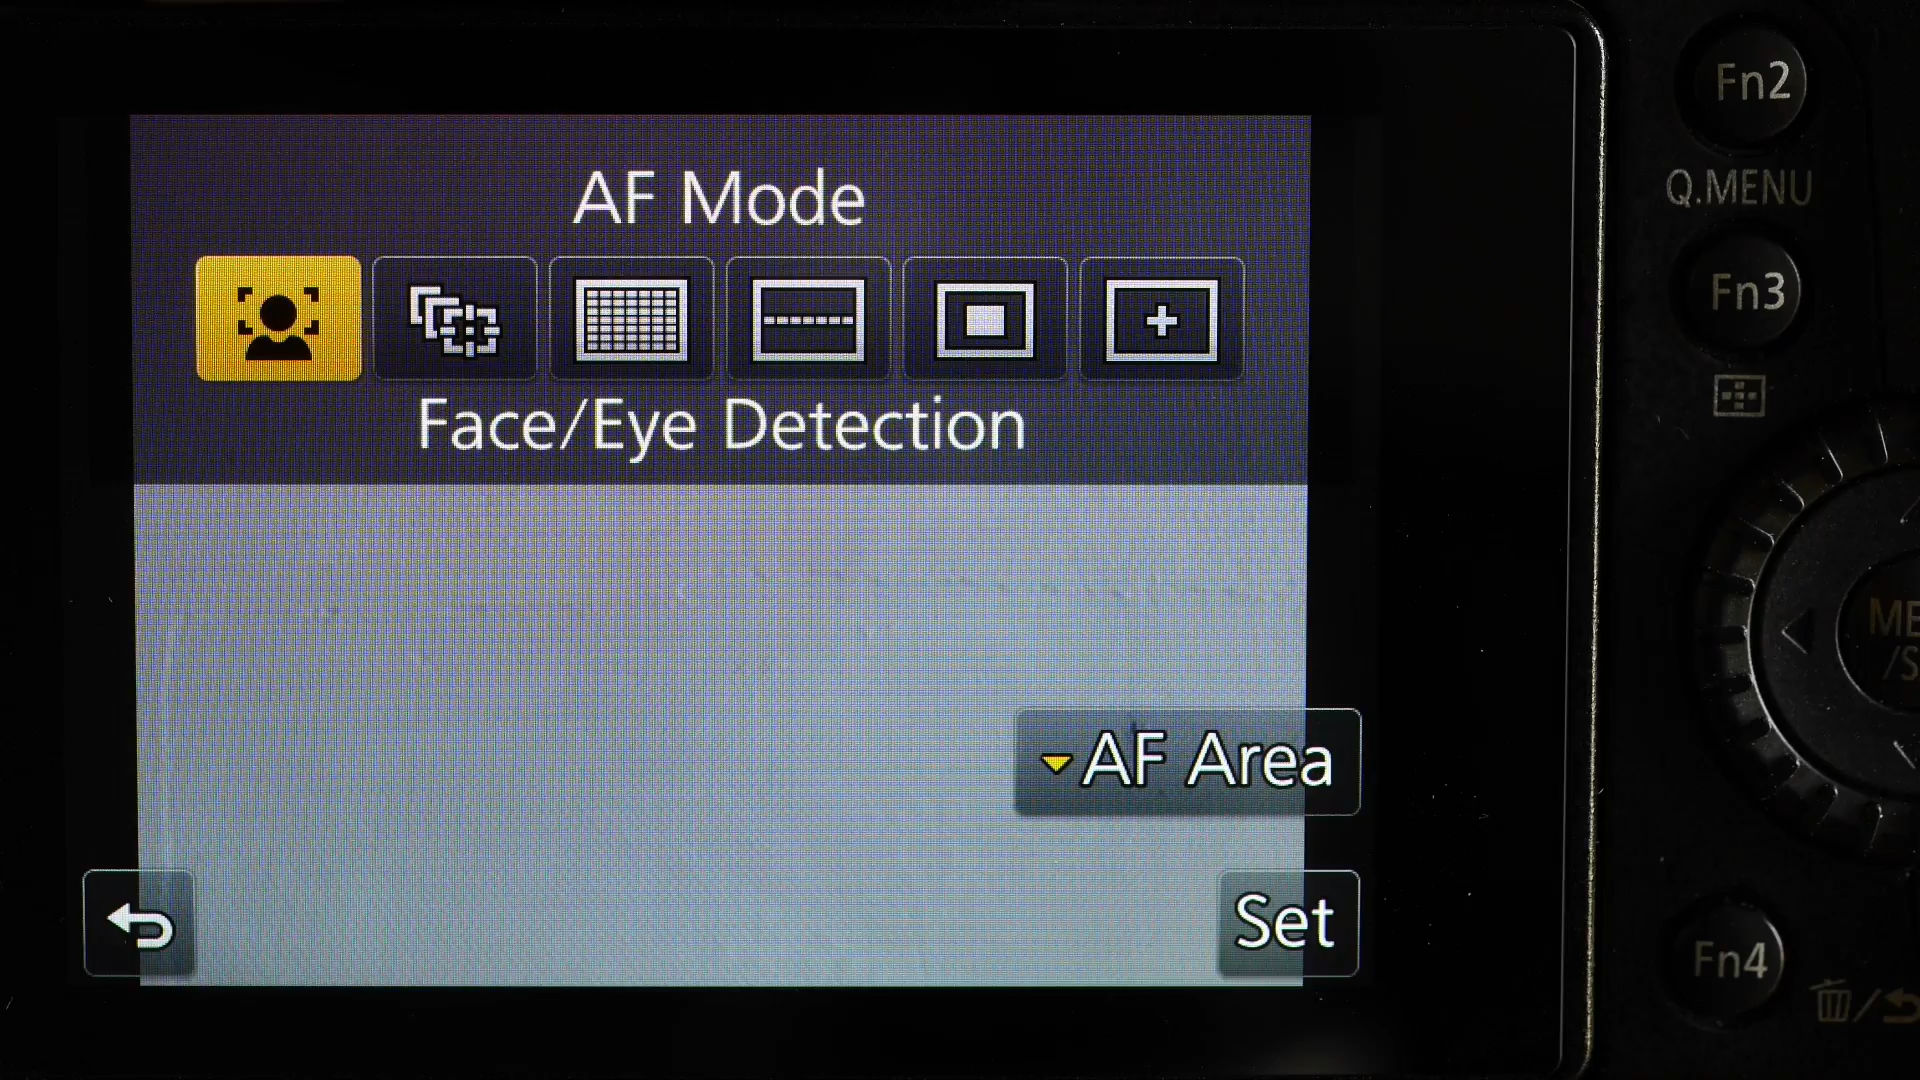 AF Mode
Face/Eye Detection
AF Area
Set
Fn2
Q.MENU
Fn3
Fn4